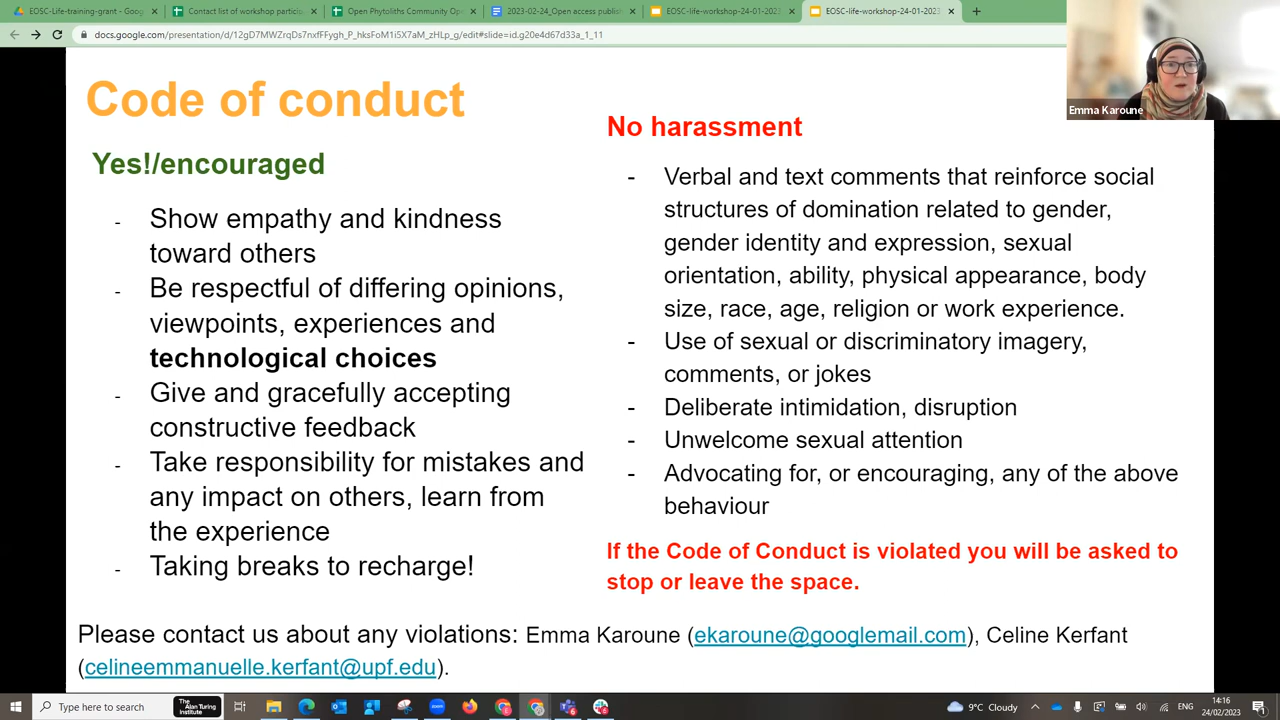 EOSC-Life-training-grant - Goo
Contact list of workshop particip
Open Phytoliths Community Op
2023-02-24_Open access publish
EOSC-life-workshop-24-01-2023
EOSC-life-workshop-24-01-2023
docs.google.com/presentation/d/12gD7MWZrqDs7nxfFFygh_P_hksFoM1i5X7aM_zHLp_g/edit#slide=id.g20e4d67d33a_1_11
Emma Karoune
Code of conduct
Yes!/encouraged
- Show empathy and kindness
toward others
- Be respectful of differing opinions,
viewpoints, experiences and
technological choices
- Give and gracefully accepting
constructive feedback
- Take responsibility for mistakes and
any impact on others, learn from
the experience
- Taking breaks to recharge!
No harassment
- Verbal and text comments that reinforce social
structures of domination related to gender,
gender identity and expression, sexual
orientation, ability, physical appearance, body
size, race, age, religion or work experience.
- Use of sexual or discriminatory imagery,
comments, or jokes
- Deliberate intimidation, disruption
- Unwelcome sexual attention
- Advocating for, or encouraging, any of the above
behaviour
If the Code of Conduct is violated you will be asked to
stop or leave the space.
Please contact us about any violations: Emma Karoune (ekaroune@googlemail.com), Celine Kerfant
(celineemmanuelle.kerfant@upf.edu).
Type here to search
The
Alan Turing
Institute
9°C Cloudy
ENG
14:16
24/02/2023